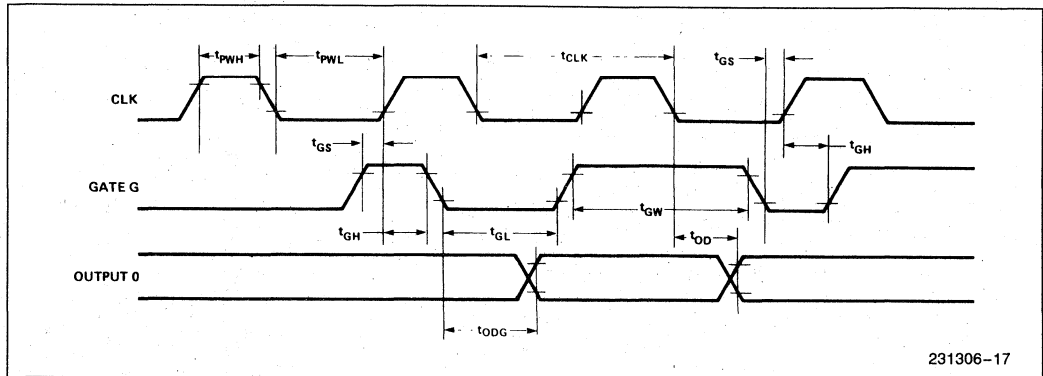 tPWH
tPWL
tCLK
tGS
CLK
tGS
tGH
GATE G
tGW
tGH
tGL
tOD
OUTPUT 0
tODG
231306–17